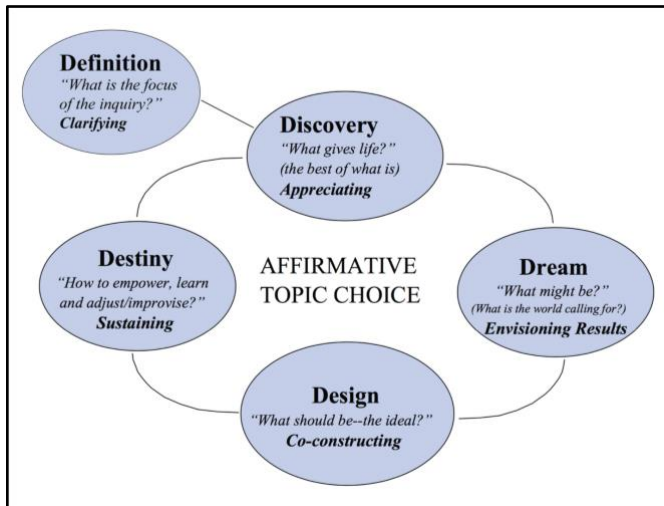 Definition
“What is the focus
of the inquiry?”
Clarifying
Discovery
“What gives life?”
(the best of what is)
Appreciating
Destiny
“How to empower, learn
and adjust/improvise?”
Sustaining
AFFIRMATIVE
TOPIC CHOICE
Dream
“What might be?”
(What is the world calling for?)
Envisioning Results
Design
“What should be--the ideal?”
Co-constructing